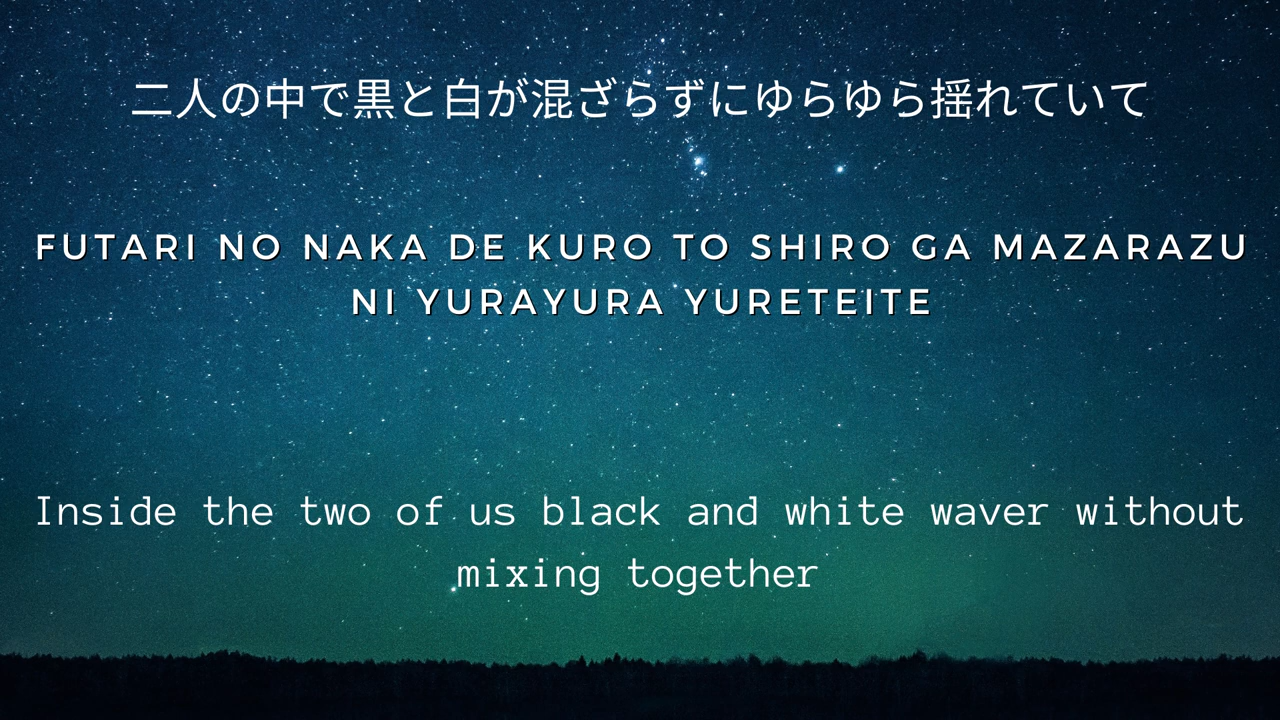 二人の中で黒と白が混ざらずにゆらゆら揺れていて
FUTARI NO NAKA DE KURO TO SHIRO GA MAZARAZU
NI YURAYURA YURETEITE
Inside the two of us black and white waver without
mixing together